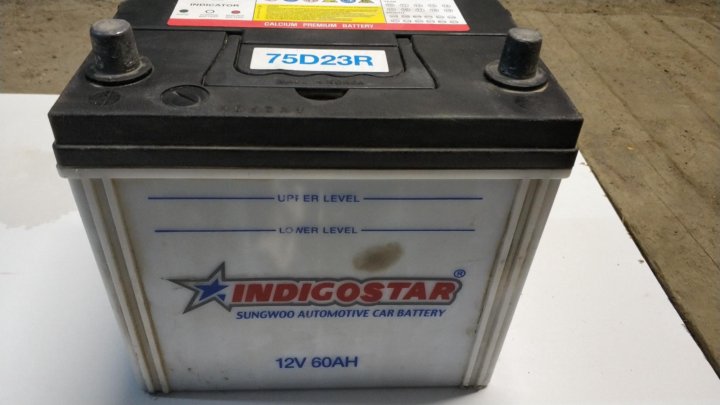 INDICATOR
CALCIUM PREMIUM BATTERY
75D23R
UPPER LEVEL
LOWER LEVEL
INDIGOSTAR®
SUNGWOO AUTOMOTIVE CAR BATTERY
12V 60AH